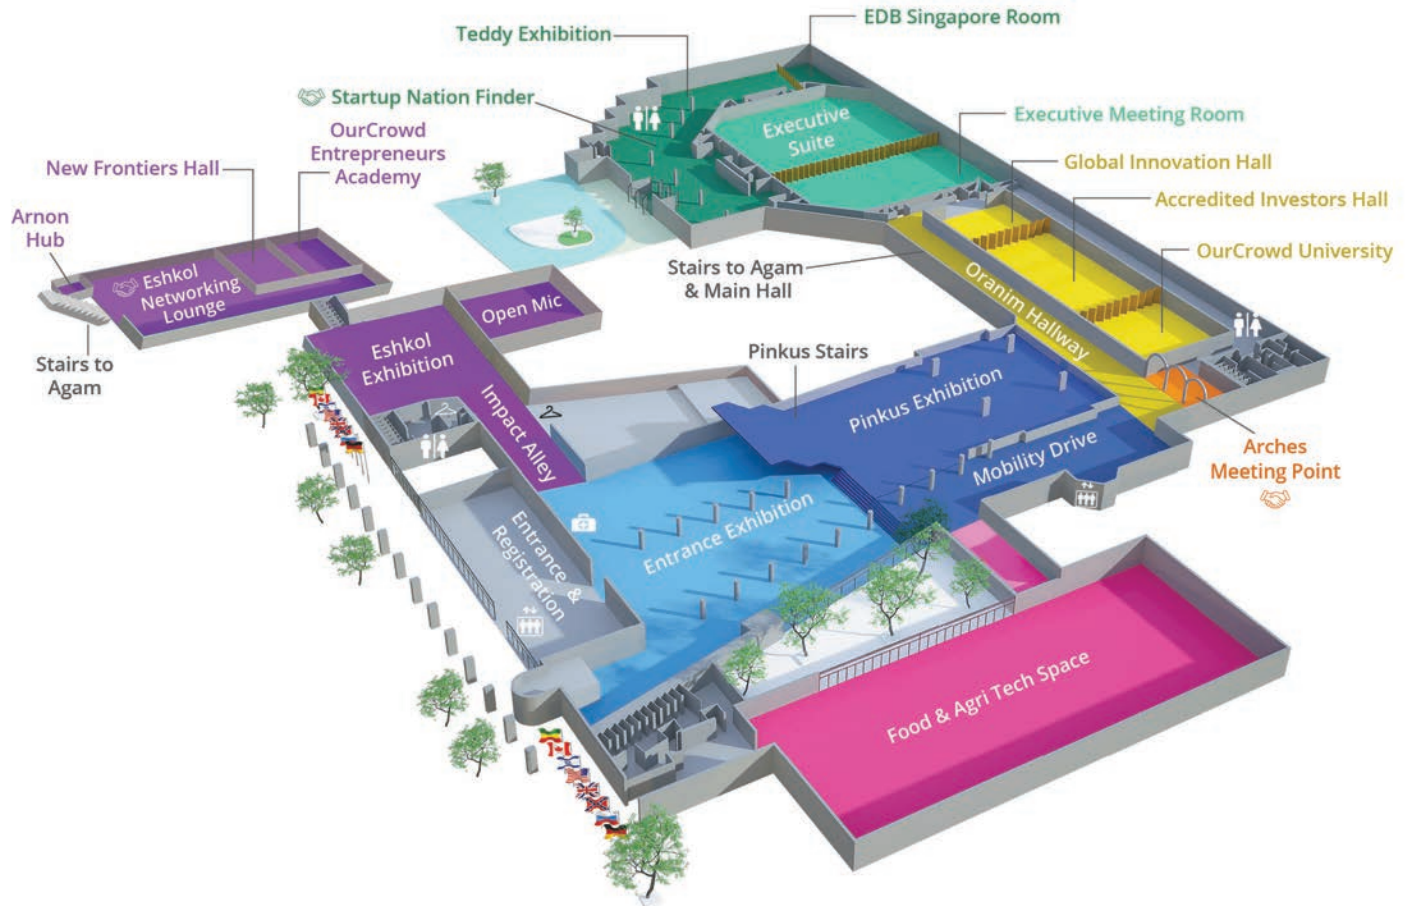 EDB Singapore Room
Teddy Exhibition
Startup Nation Finder
Executive
Suite
Executive Meeting Room
OurCrowd
Entrepreneurs
Academy
New Frontiers Hall
Global Innovation Hall
Accredited Investors Hall
Arnon
Hub
OurCrowd University
Eshkol
Networking
Lounge
Stairs to Agam
& Main Hall
Oranim Hallway
Open Mic
Stairs to
Agam
Eshkol
Exhibition
Pinkus Stairs
Impact Alley
Pinkus Exhibition
Mobility Drive
Arches
Meeting Point
Entrance &
Registration
Entrance Exhibition
Food & Agri Tech Space